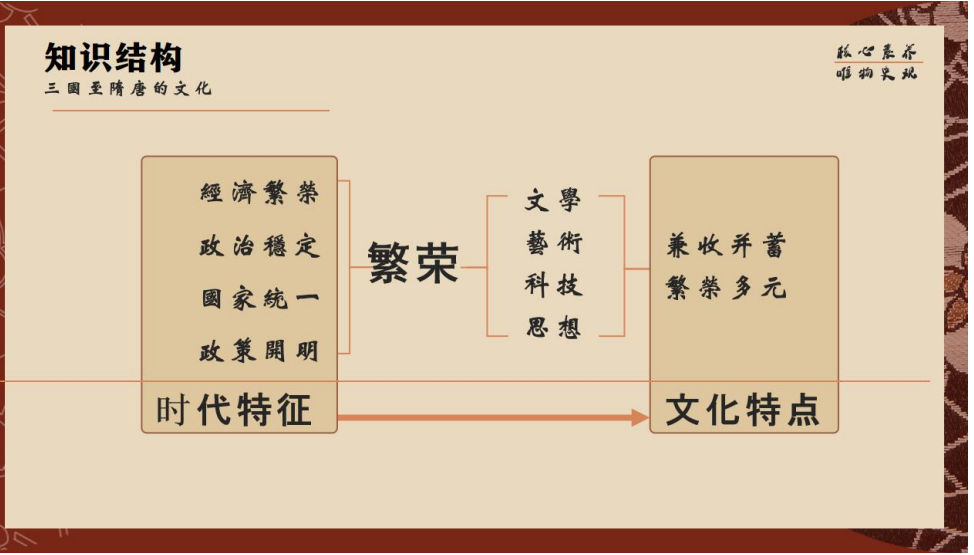 知识结构
三國至隋唐的文化
核心素养
唯物史观
經濟繁榮
政治穩定
國家統一
政策開明
时代特征
繁荣
文學
藝術
科技
思想
兼收并蓄
繁榮多元
文化特点